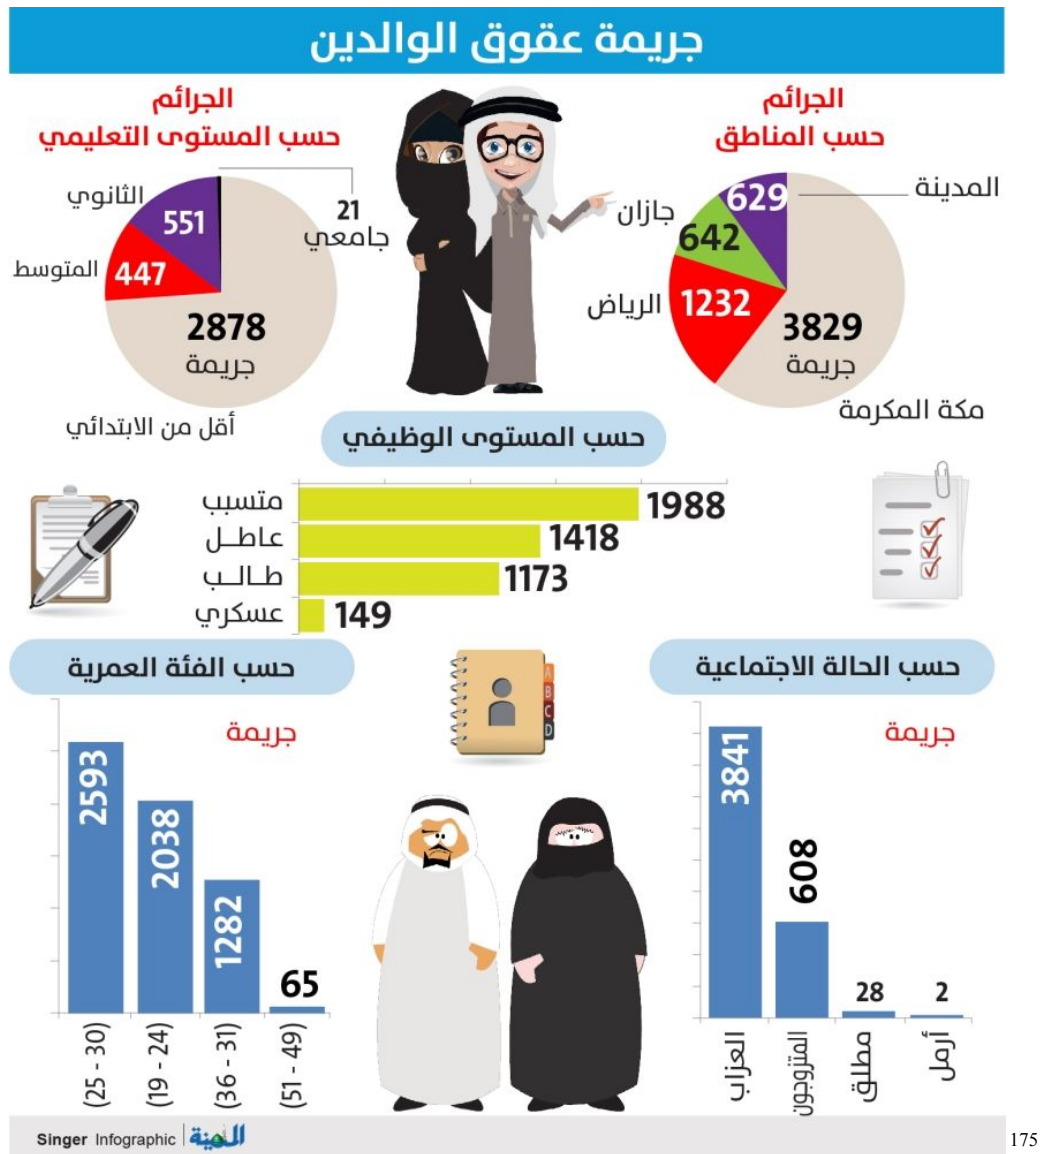 جريمة عقوق الوالدين
الجرائم
حسب المناطق
المدينة
629
جازان
642
الرياض
1232
3829
جريمة
مكة المكرمة
الجرائم
حسب المستوى التعليمي
الثانوي
551
21
جامعي
المتوسط
447
2878
جريمة
أقل من الابتدائي
حسب المستوى الوظيفي
متسبب 1988
عاطــل 1418
طــالــب 1173
عسكري 149
حسب الحالة الاجتماعية
جريمة
3841
608
28
2
العزاب
المتزوجون
مطلق
أرمل
حسب الفئة العمرية
جريمة
2593
2038
1282
65
(25 - 30)
(19 - 24)
(36 - 31)
(51 - 49)
A
B
C
D
Singer Infographic | المدينة
175